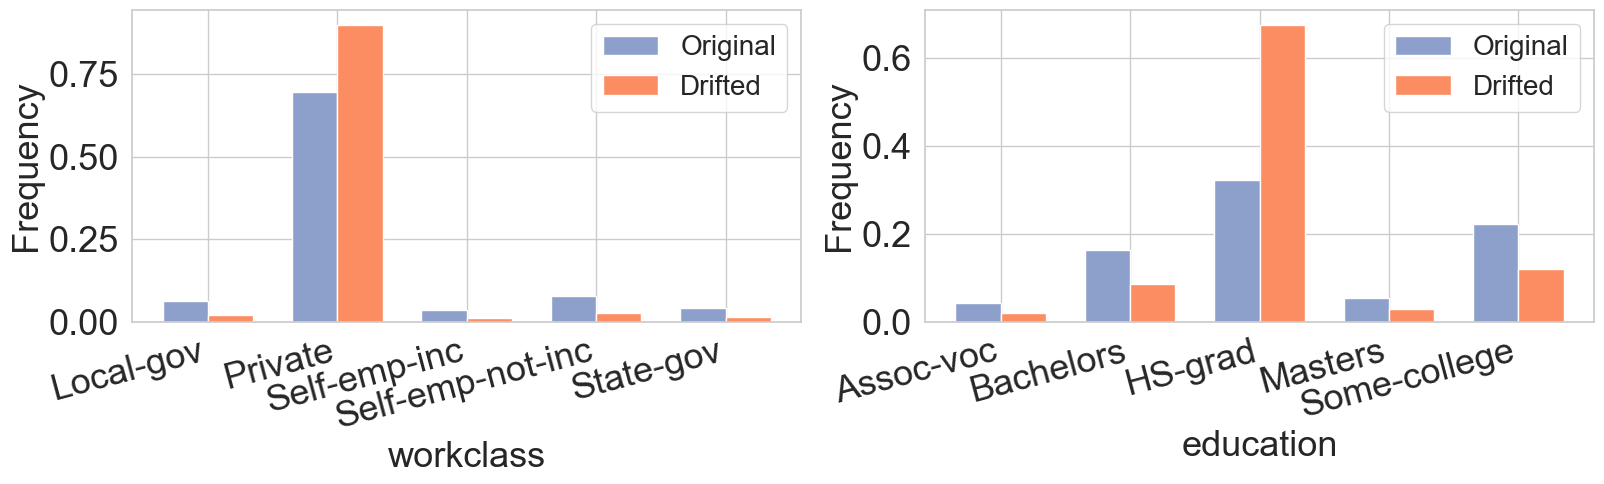 Frequency
0.75
0.50
0.25
0.00
Original
Drifted
Local-gov
Private
Self-emp-inc
Self-emp-not-inc
State-gov
workclass
Frequency
0.6
0.4
0.2
0.0
Original
Drifted
Assoc-voc
Bachelors
HS-grad
Masters
Some-college
education